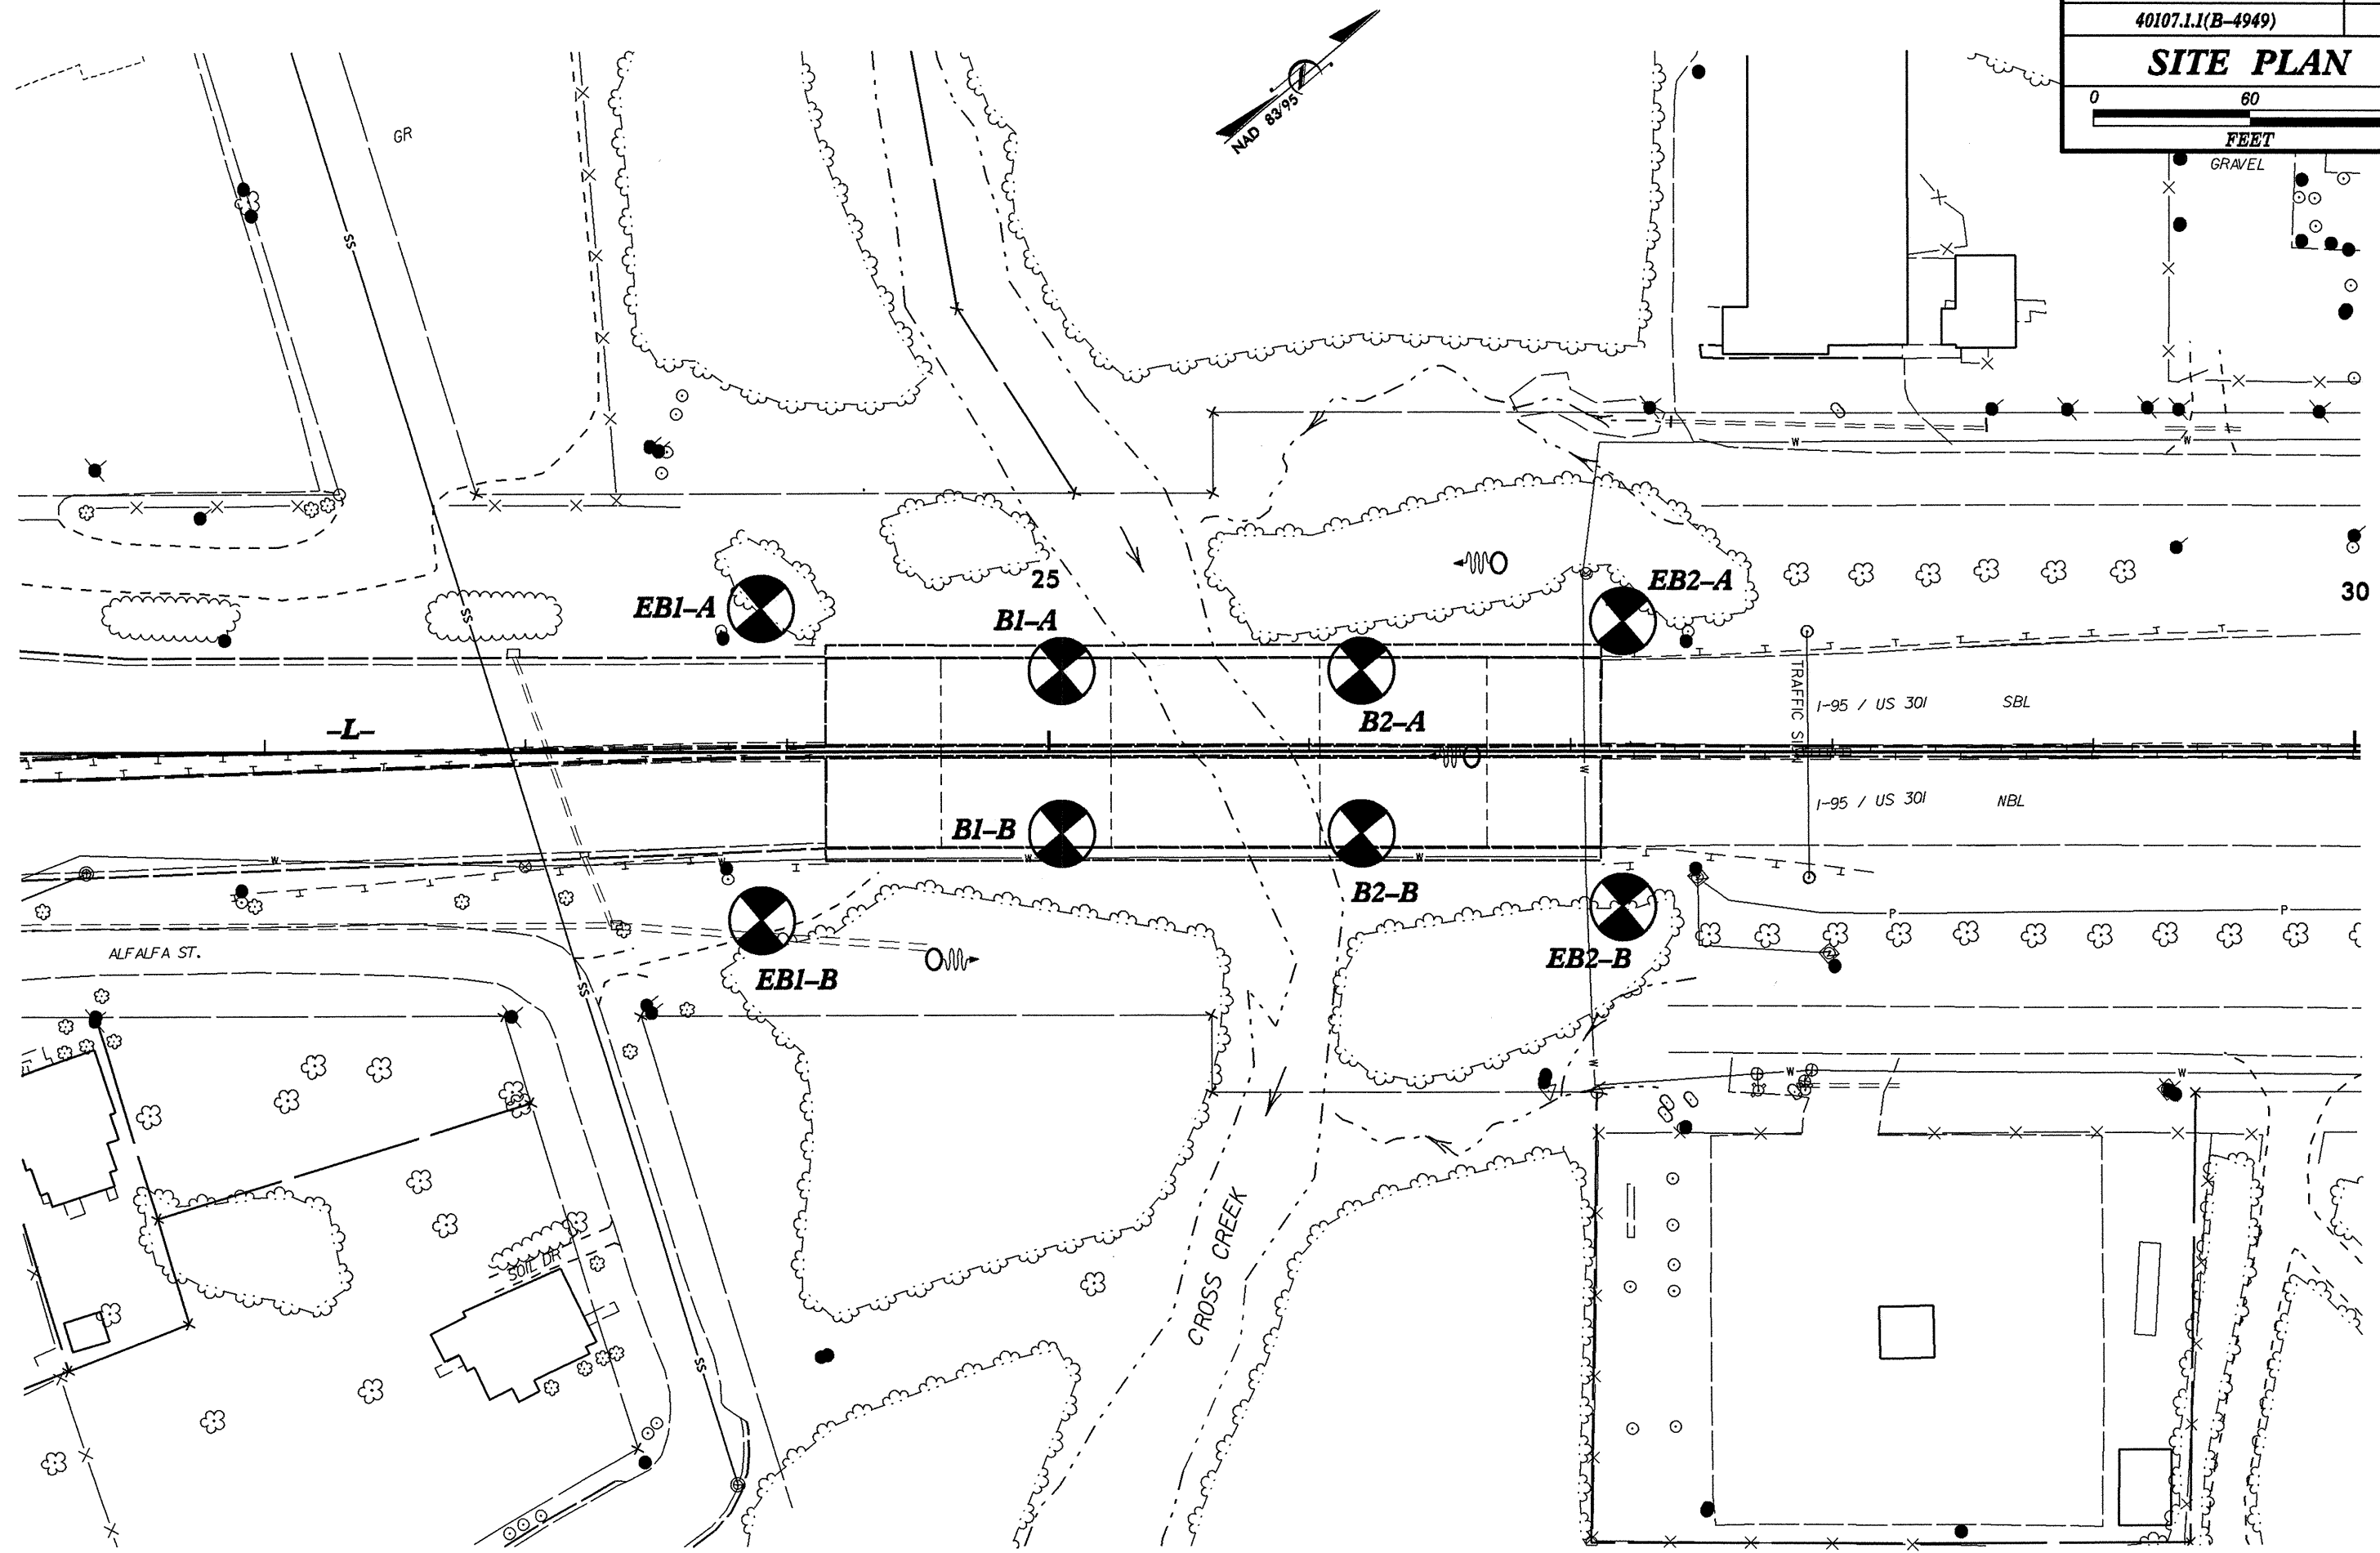 40107.1.1(B-4949)
SITE PLAN
0 60
FEET
GRAVEL
NAD 83/95
GR
SS
W
W
25
EB1-A
B1-A
EB2-A
30
SS
B2-A
TRAFFIC SIGN
I-95 / US 301 SBL
-L-
W
I-95 / US 301 NBL
B1-B
W
W
W
W
B2-B
P
P
EB1-B
EB2-B
ALFALFA ST.
SS
W
W
W
CROSS CREEK
SOIL DR
SS